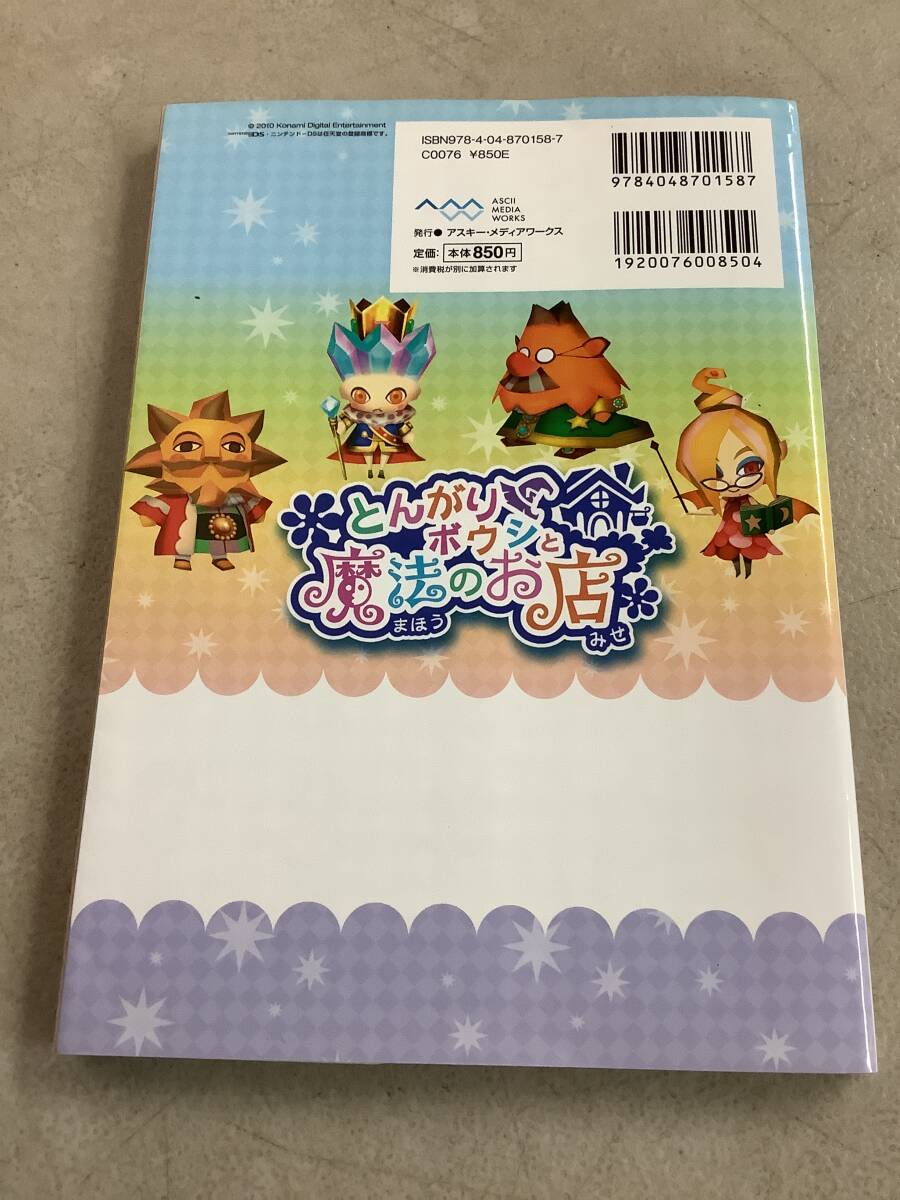 © 2010 Konami Digital Entertainment
NINTENDO DS・ニンテンドーDSは任天堂の登録商標です。
ISBN978-4-04-870158-7
C0076 ¥850E
9784048701587
ASCII
MEDIA
WORKS
発行● アスキー・メディアワークス
定価: 本体850円
※消費税が別に加算されます
1920076008504
とんがり
ボウシと
魔法のお店
まほう
みせ